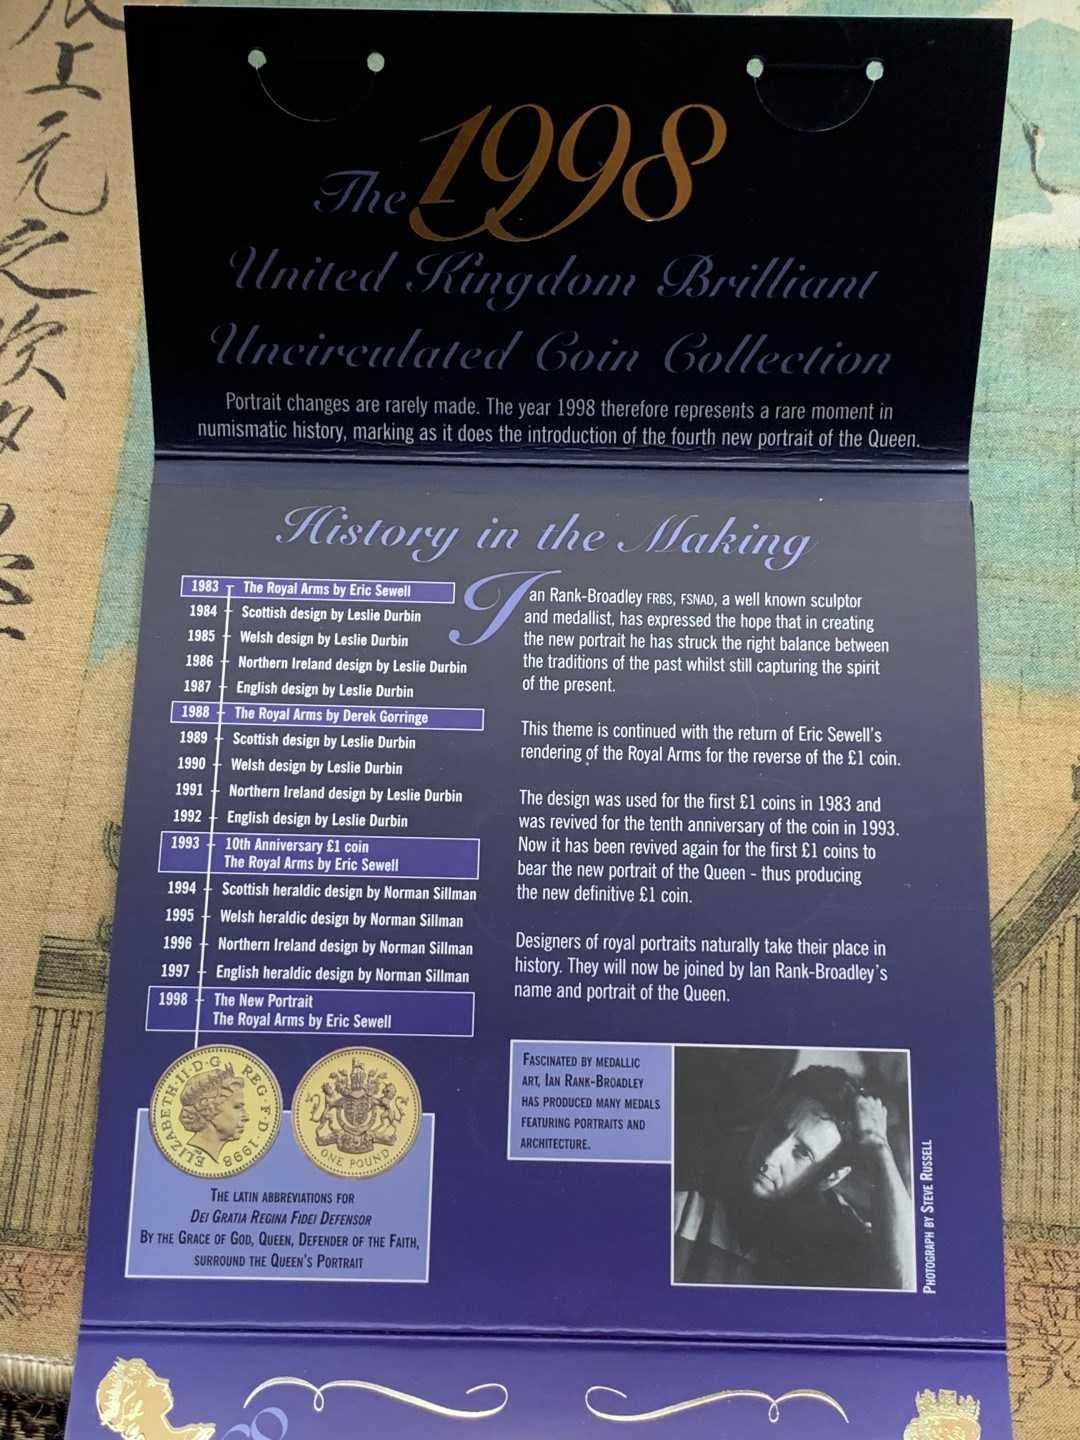 The 1998
United Kingdom Brilliant
Uncirculated Coin Collection
Portrait changes are rarely made. The year 1998 therefore represents a rare moment in
numismatic history, marking as it does the introduction of the fourth new portrait of the Queen.
History in the Making
1983 The Royal Arms by Eric Sewell
1984 Scottish design by Leslie Durbin
1985 Welsh design by Leslie Durbin
1986 Northern Ireland design by Leslie Durbin
1987 English design by Leslie Durbin
1988 The Royal Arms by Derek Gorringe
1989 Scottish design by Leslie Durbin
1990 Welsh design by Leslie Durbin
1991 Northern Ireland design by Leslie Durbin
1992 English design by Leslie Durbin
1993 10th Anniversary £1 coin
The Royal Arms by Eric Sewell
1994 Scottish heraldic design by Norman Sillman
1995 Welsh heraldic design by Norman Sillman
1996 Northern Ireland design by Norman Sillman
1997 English heraldic design by Norman Sillman
1998 The New Portrait
The Royal Arms by Eric Sewell
ELIZABETH·II·D·G REG·F·D·1998
ONE POUND
THE LATIN ABBREVIATIONS FOR
DEI GRATIA REGINA FIDEI DEFENSOR
BY THE GRACE OF GOD, QUEEN, DEFENDER OF THE FAITH,
SURROUND THE QUEEN'S PORTRAIT
Ian Rank-Broadley FRBS, FSNAD, a well known sculptor
and medallist, has expressed the hope that in creating
the new portrait he has struck the right balance between
the traditions of the past whilst still capturing the spirit
of the present.
This theme is continued with the return of Eric Sewell's
rendering of the Royal Arms for the reverse of the £1 coin.
The design was used for the first £1 coins in 1983 and
was revived for the tenth anniversary of the coin in 1993.
Now it has been revived again for the first £1 coins to
bear the new portrait of the Queen - thus producing
the new definitive £1 coin.
Designers of royal portraits naturally take their place in
history. They will now be joined by Ian Rank-Broadley's
name and portrait of the Queen.
FASCINATED BY MEDALLIC
ART, IAN RANK-BROADLEY
HAS PRODUCED MANY MEDALS
FEATURING PORTRAITS AND
ARCHITECTURE.
PHOTOGRAPH BY STEVE RUSSELL
上
元
之
次